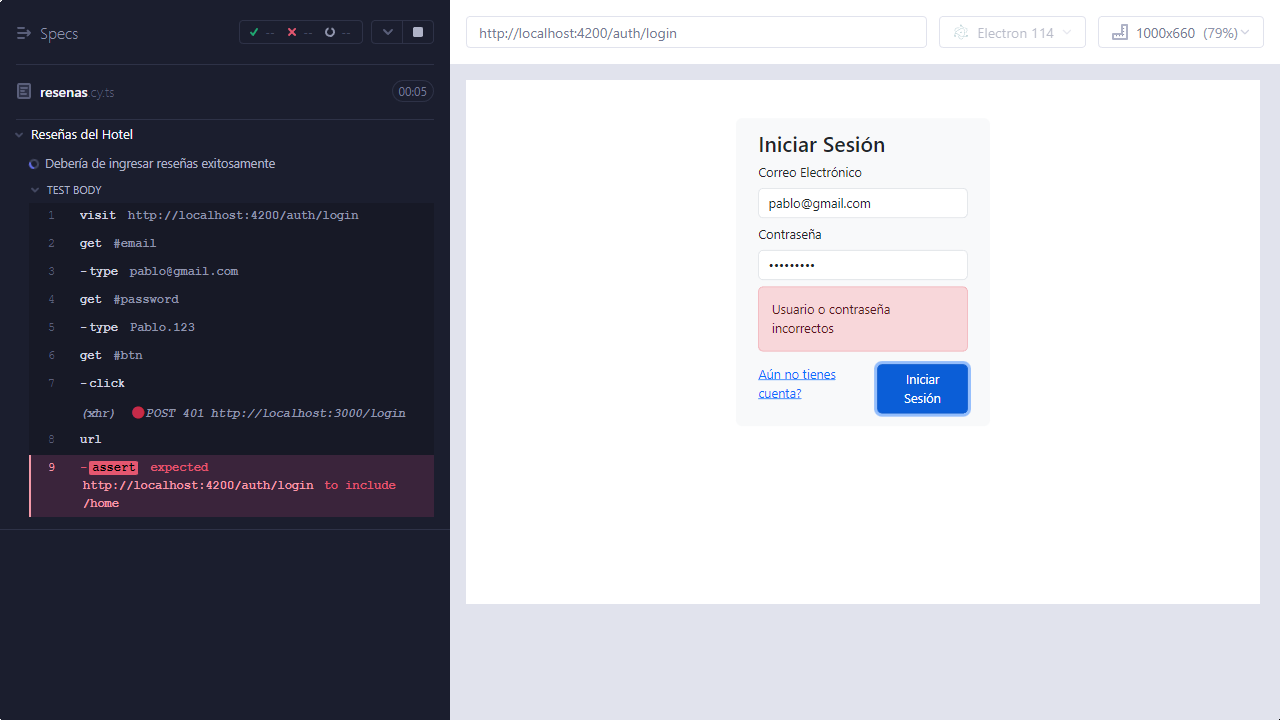 Specs
-- -- --
resenas.cy.ts 00:05
Reseñas del Hotel
Debería de ingresar reseñas exitosamente
TEST BODY
1 visit http://localhost:4200/auth/login
2 get #email
3 -type pablo@gmail.com
4 get #password
5 -type Pablo.123
6 get #btn
7 -click
(xhr) POST 401 http://localhost:3000/login
8 url
9 -assert expected
http://localhost:4200/auth/login to include
/home
http://localhost:4200/auth/login
Electron 114
1000x660 (79%)
Iniciar Sesión
Correo Electrónico
pablo@gmail.com
Contraseña
•••••••••
Usuario o contraseña
incorrectos
Aún no tienes
cuenta?
Iniciar
Sesión